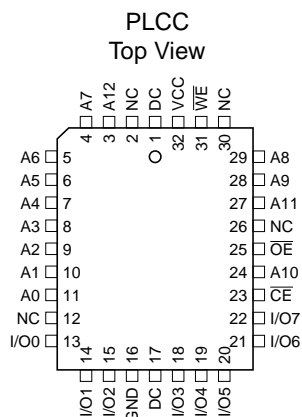 PLCC
Top View
A7
A12
NC
DC
VCC
WE
NC
4
3
2
1
32
31
30
A6 5
A5 6
A4 7
A3 8
A2 9
A1 10
A0 11
NC 12
I/O0 13
29 A8
28 A9
27 A11
26 NC
25 OE
24 A10
23 CE
22 I/O7
21 I/O6
14
15
16
17
18
19
20
I/O1
I/O2
GND
DC
I/O3
I/O4
I/O5